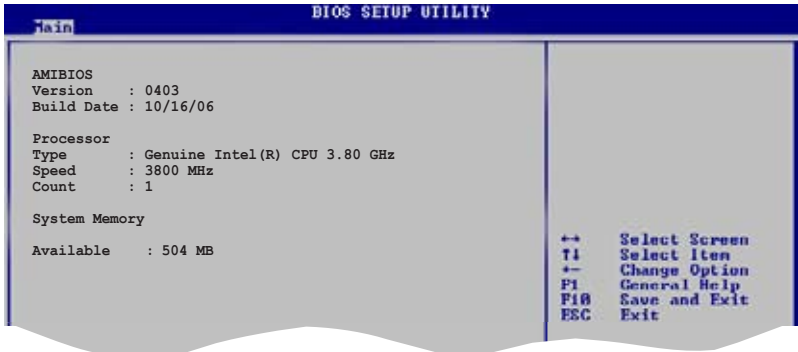 BIOS SETUP UTILITY
Main
AMIBIOS
Version : 0403
Build Date : 10/16/06
Processor
Type : Genuine Intel(R) CPU 3.80 GHz
Speed : 3800 MHz
Count : 1
System Memory
Available : 504 MB
←→ Select Screen
↑↓ Select Item
+- Change Option
F1 General Help
F10 Save and Exit
ESC Exit